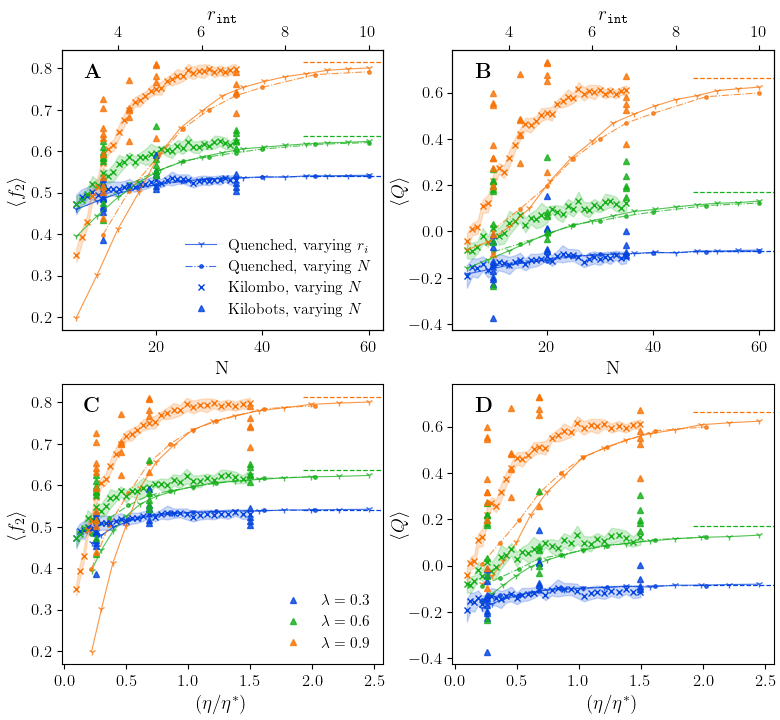 r_int r_int
4 6 8 10 4 6 8 10
A B
0.8
0.7
0.6
0.5
0.4
0.3
0.2
⟨f₂⟩
0.6
0.4
0.2
0.0
−0.2
−0.4
⟨Q⟩
Quenched, varying r_i
Quenched, varying N
Kilombo, varying N
Kilobots, varying N
20 40 60 20 40 60
N N
C D
0.8
0.7
0.6
0.5
0.4
0.3
0.2
⟨f₂⟩
0.6
0.4
0.2
0.0
−0.2
−0.4
⟨Q⟩
λ = 0.3
λ = 0.6
λ = 0.9
0.0 0.5 1.0 1.5 2.0 2.5 0.0 0.5 1.0 1.5 2.0 2.5
(η/η*) (η/η*)